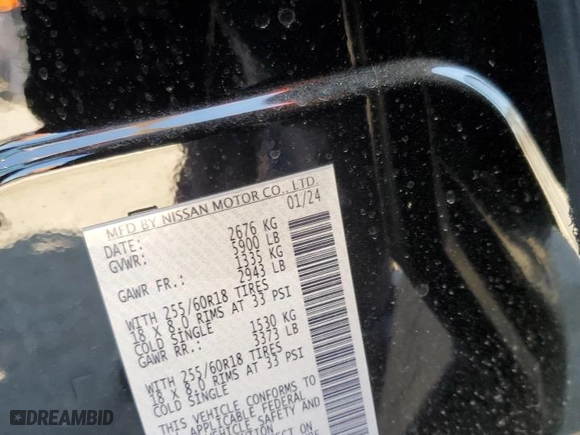 MFD BY NISSAN MOTOR CO., LTD.
DATE: 01/24
GVWR: 2676 KG
5900 LB
GAWR FR.: 1335 KG
2943 LB
WITH 255/60R18 TIRES
18 X 8.0 RIMS AT 33 PSI
COLD SINGLE
GAWR RR.: 1530 KG
3373 LB
WITH 255/60R18 TIRES
18 X 8.0 RIMS AT 33 PSI
COLD SINGLE
THIS VEHICLE CONFORMS TO
APPLICABLE FEDERAL
VEHICLE SAFETY AND
ECT ON
DREAMBID